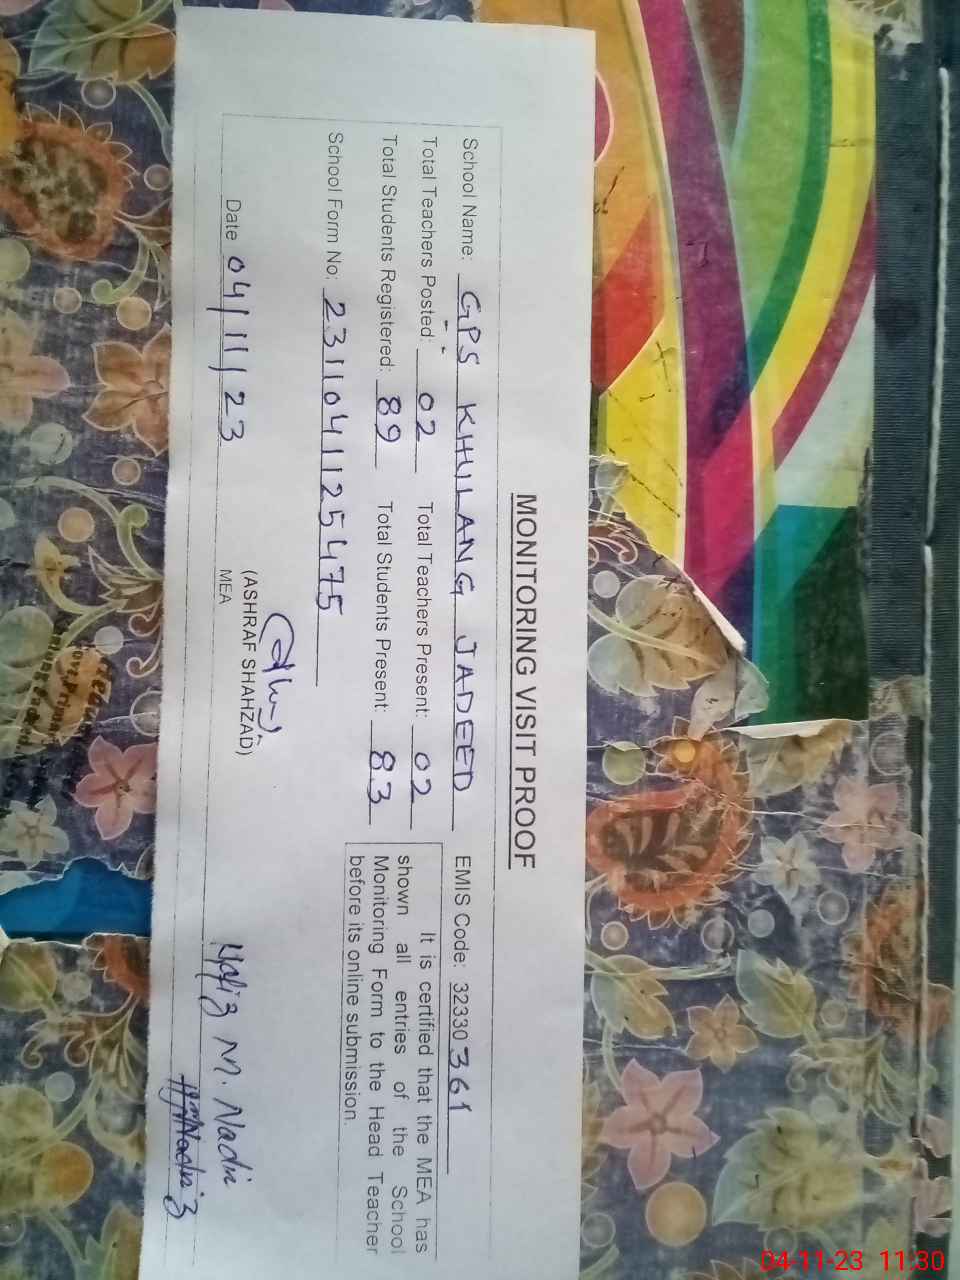 MONITORING VISIT PROOF
School Name: GPS KHULANG JADEED EMIS Code: 32330361
Total Teachers Posted: 02 Total Teachers Present: 02
Total Students Registered: 89 Total Students Present: 83
School Form No: 2311041125475
It is certified that the MEA has
shown all entries of the School
Monitoring Form to the Head Teacher
before its online submission.
Date 04/11/23
(ASHRAF SHAHZAD)
MEA
Hafiz M. Nadir
04-11-23 11:30